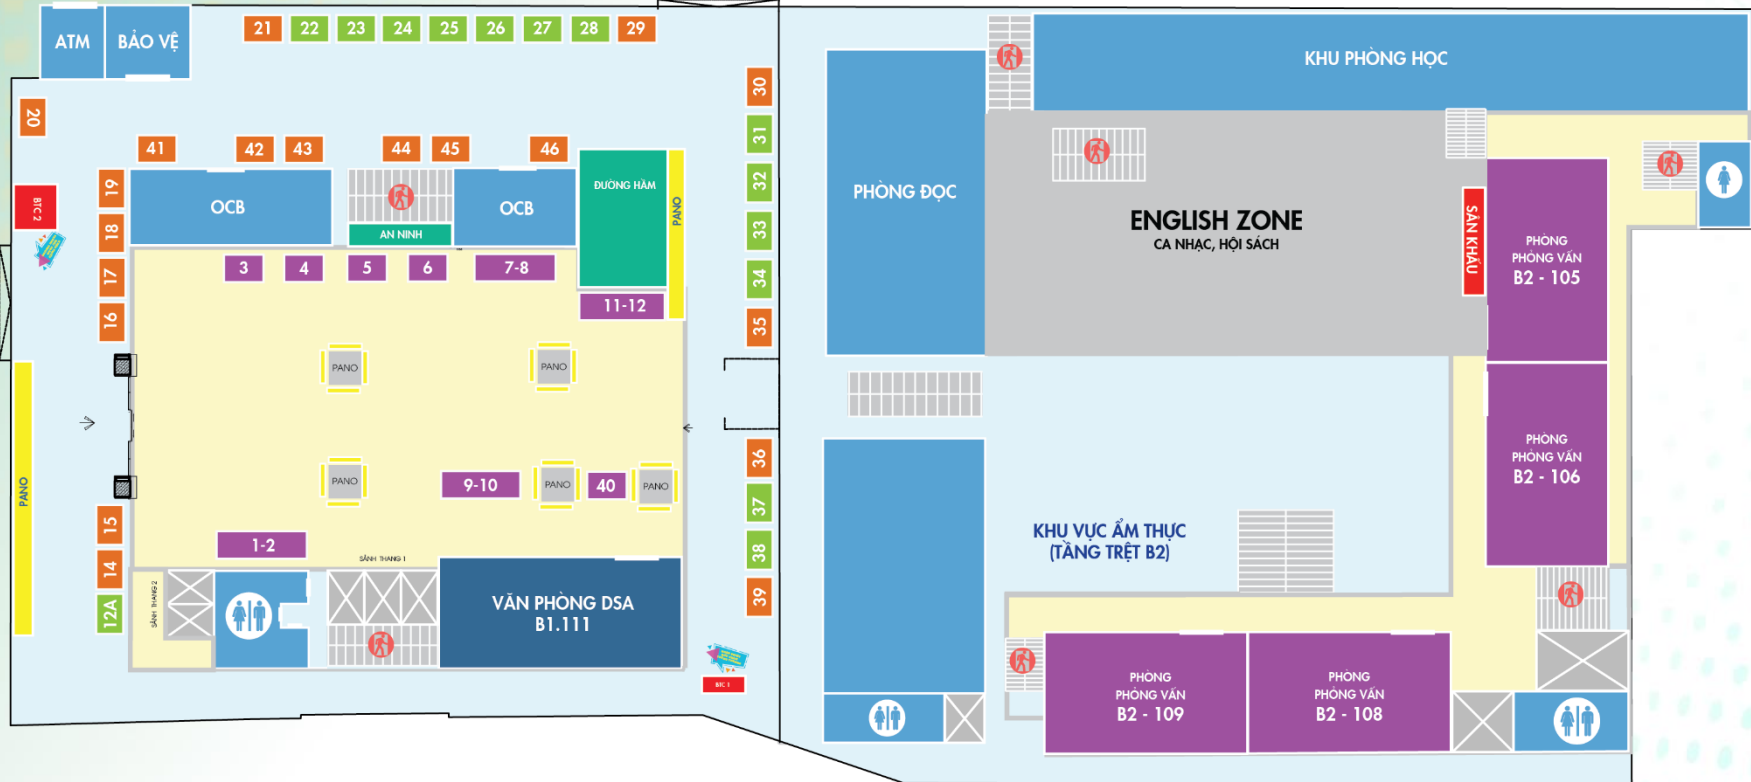 ATM
BẢO VỆ
21
22
23
24
25
26
27
28
29
20
30
31
32
33
34
35
41
42
43
44
45
46
19
18
17
16
BTC 2
OCB
AN NINH
OCB
ĐƯỜNG HẦM
PANO
3
4
5
6
7-8
11-12
PANO
PANO
PANO
PANO
9-10
PANO
40
PANO
1-2
15
14
12A
SẢNH THANG 1
SẢNH THANG 2
VĂN PHÒNG DSA
B1.111
36
37
38
39
BTC 1
KHU PHÒNG HỌC
PHÒNG ĐỌC
ENGLISH ZONE
CA NHẠC, HỘI SÁCH
SÂN KHẤU
PHÒNG
PHỎNG VẤN
B2 - 105
PHÒNG
PHỎNG VẤN
B2 - 106
KHU VỰC ẨM THỰC
(TẦNG TRỆT B2)
PHÒNG
PHỎNG VẤN
B2 - 109
PHÒNG
PHỎNG VẤN
B2 - 108